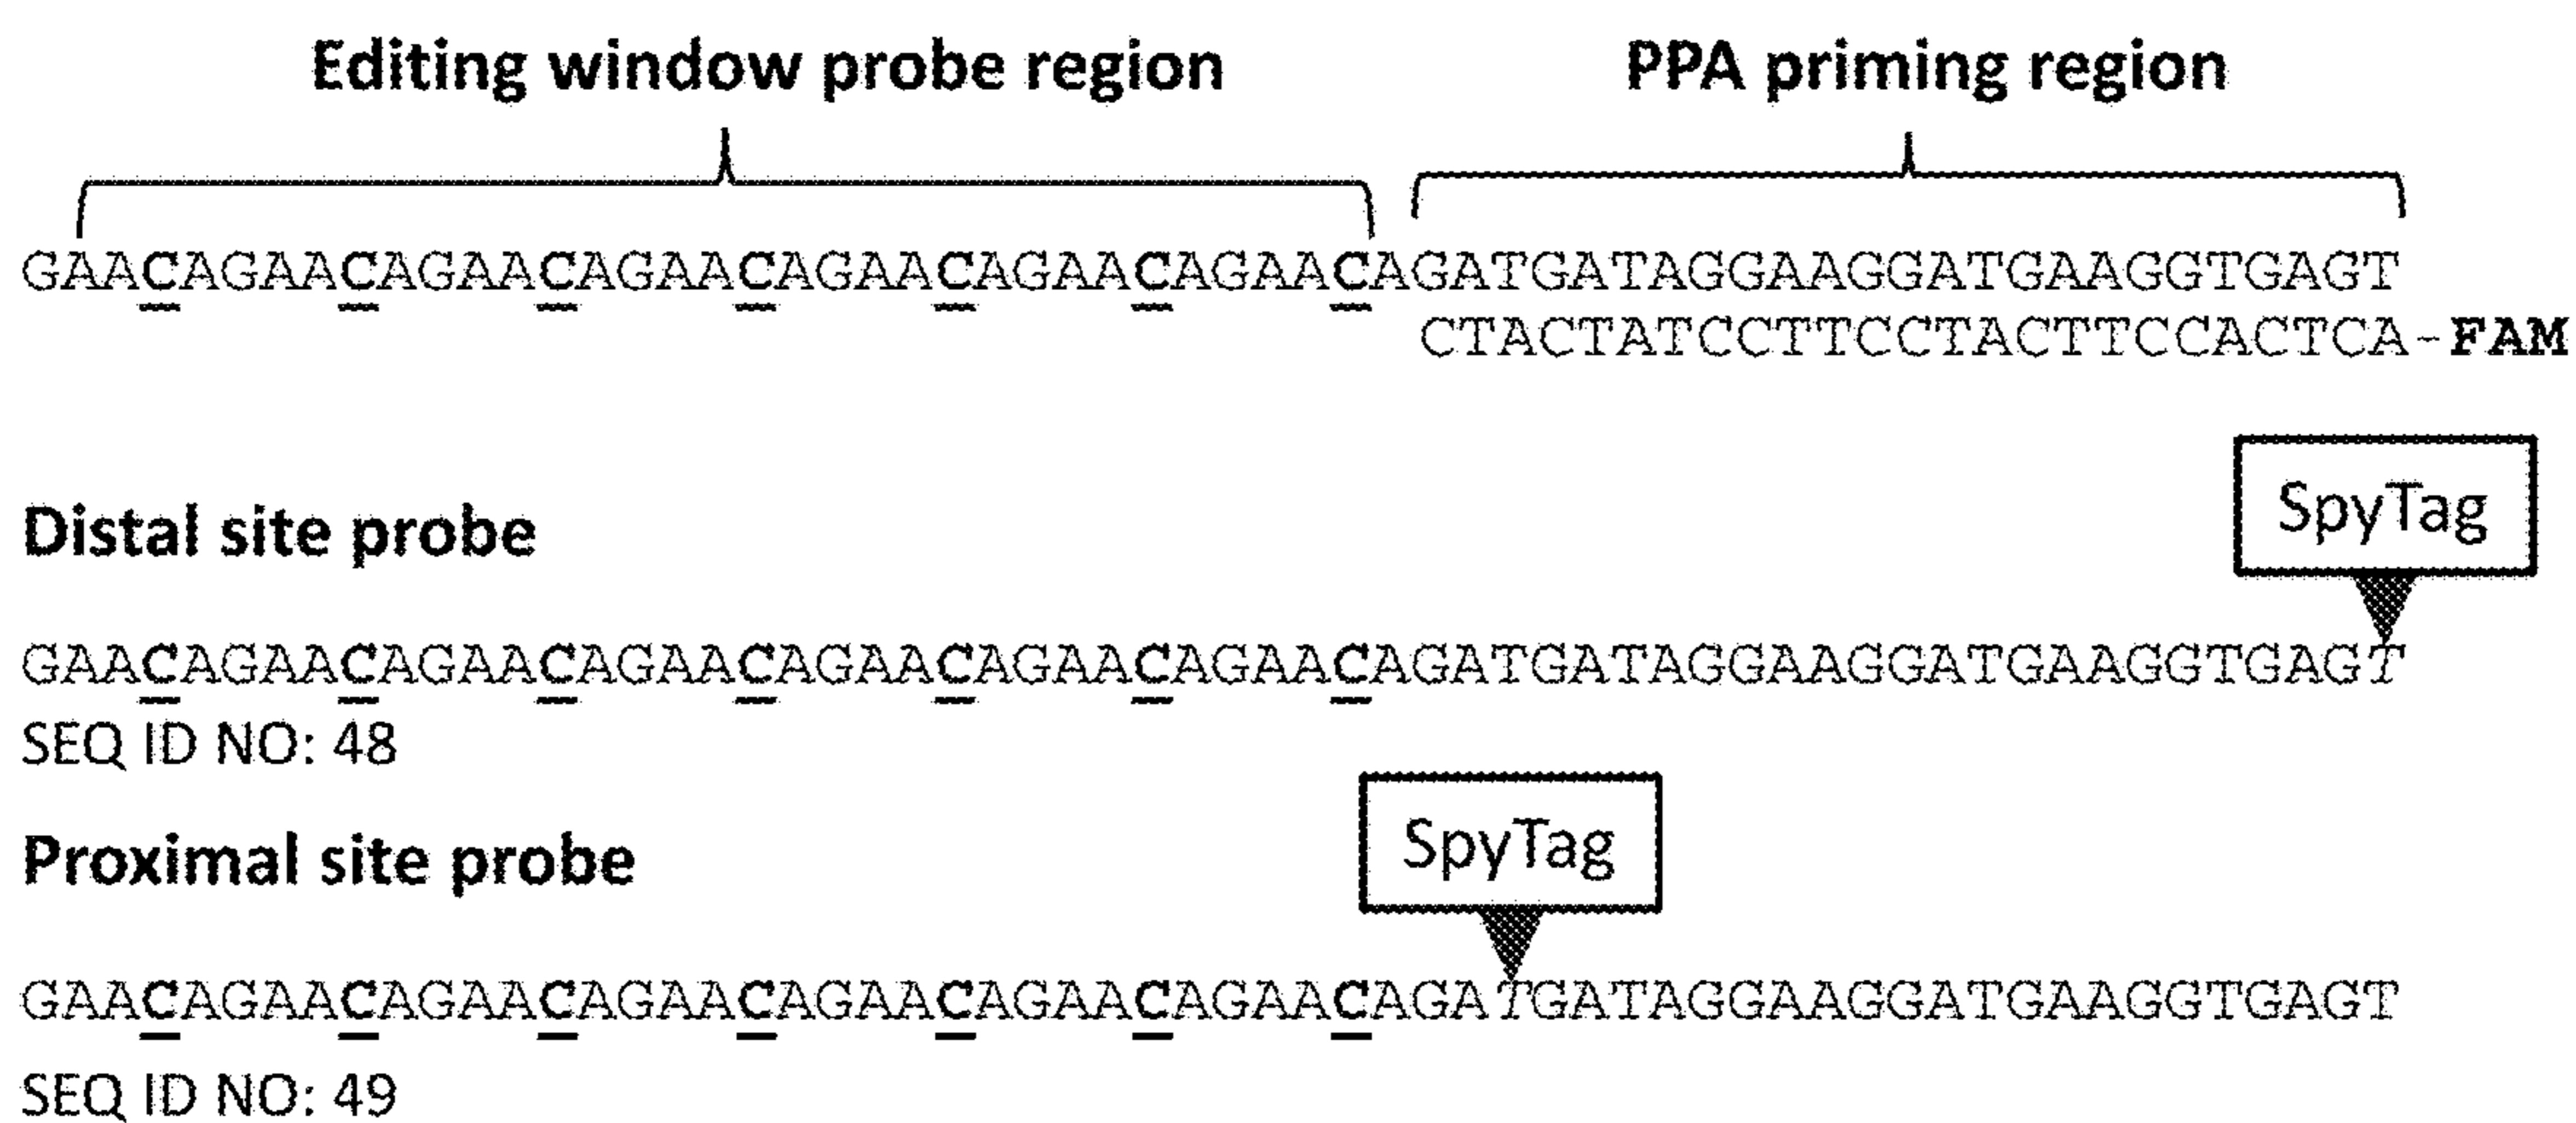 Editing window probe region PPA priming region
GAACAGAACAGAACAGAACAGAACAGAACAGAACAGATGATAGGAAGGATGAAGGTGAGT
CTACTATCCTTCCTACTTCCACTCA-FAM
SpyTag
Distal site probe
GAACAGAACAGAACAGAACAGAACAGAACAGAACAGATGATAGGAAGGATGAAGGTGAGT
SEQ ID NO: 48
SpyTag
Proximal site probe
GAACAGAACAGAACAGAACAGAACAGAACAGAACAGATGATAGGAAGGATGAAGGTGAGT
SEQ ID NO: 49